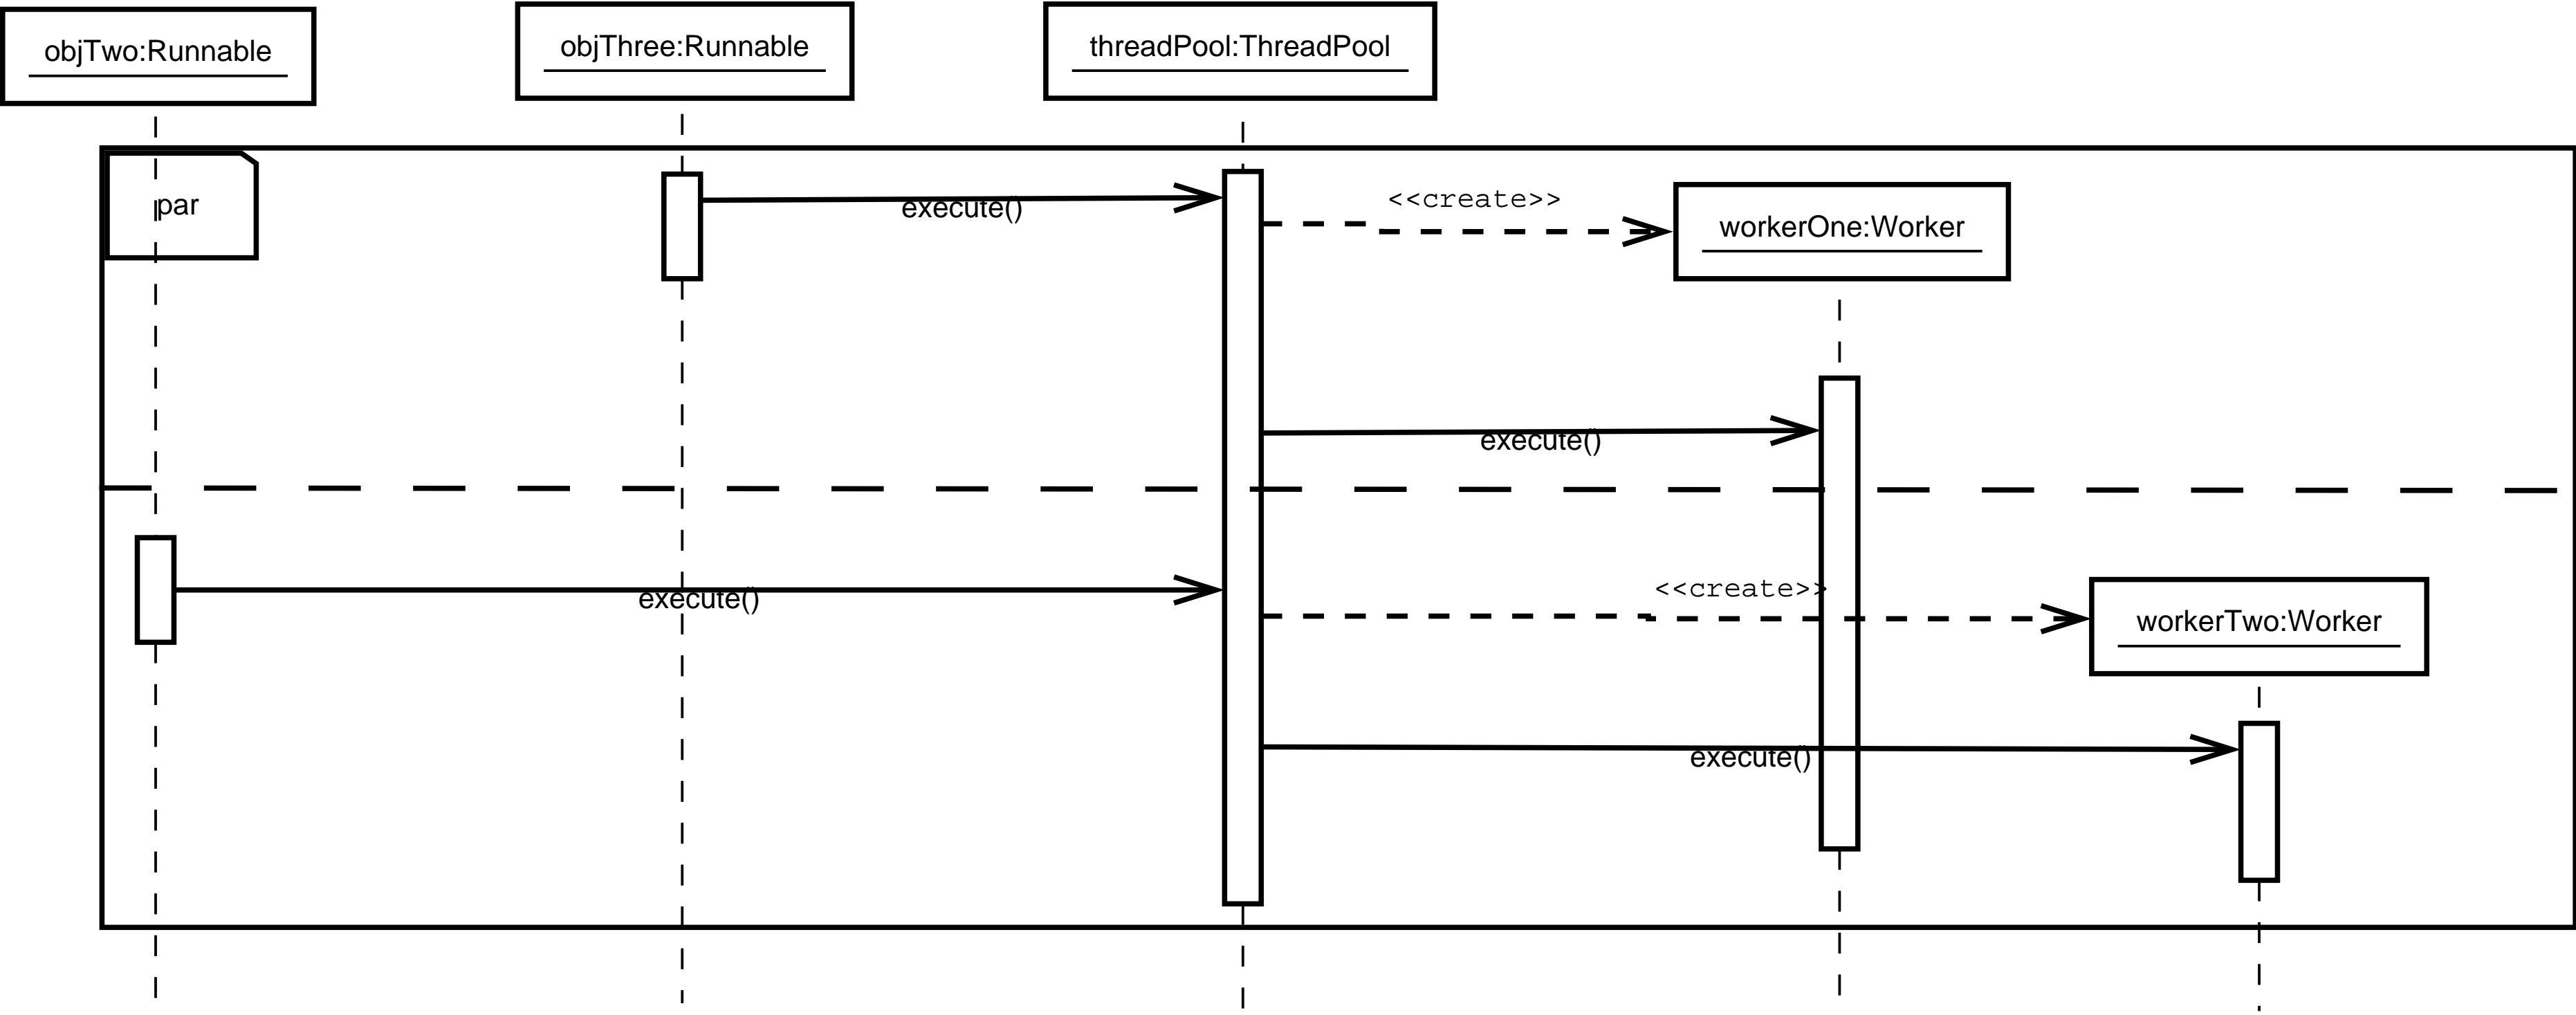 objTwo:Runnable
objThree:Runnable
threadPool:ThreadPool
par
execute()
<<create>>
workerOne:Worker
execute()
execute()
<<create>>
workerTwo:Worker
execute()